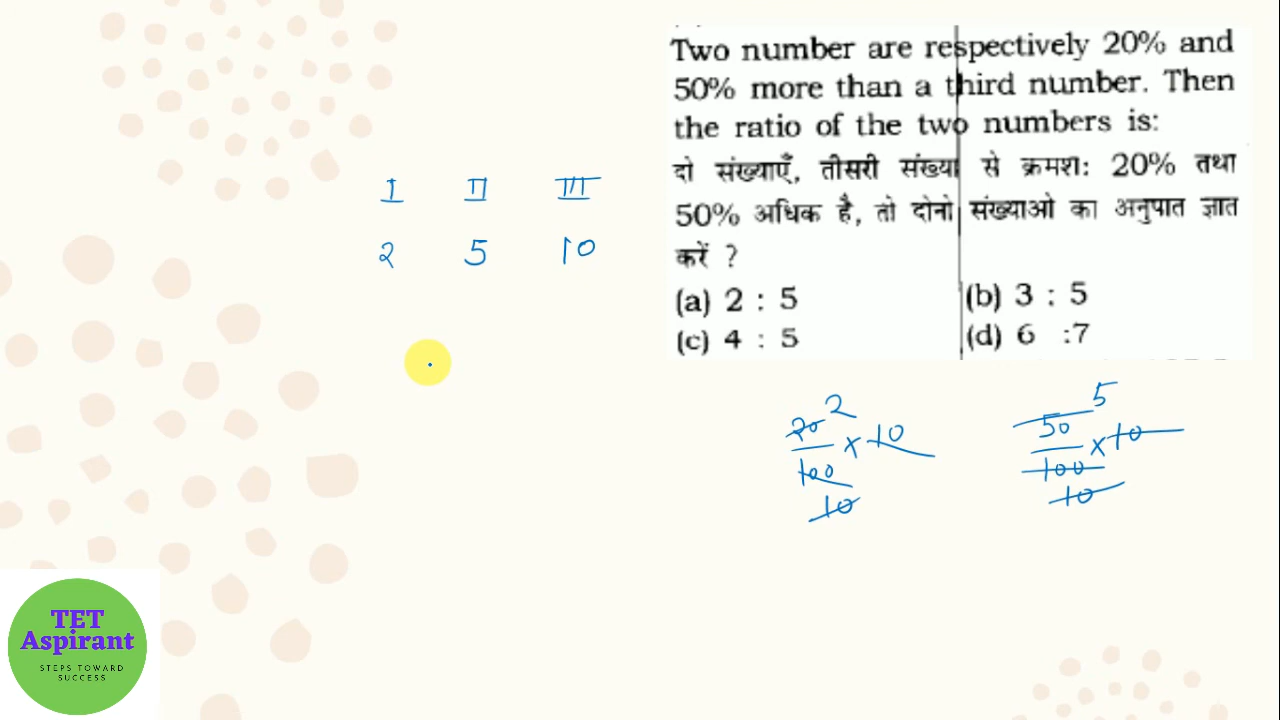 Two number are respectively 20% and
50% more than a third number. Then
the ratio of the two numbers is:
दो संख्याएँ, तीसरी संख्या से क्रमश: 20% तथा
50% अधिक है, तो दोनो संख्याओ का अनुपात ज्ञात
करें ?
(a) 2 : 5 (b) 3 : 5
(c) 4 : 5 (d) 6 :7
I II III
2 5 10
2 5
20 × 10 50 × 10
100 100
10 10
TET
Aspirant
STEPS TOWARD
SUCCESS